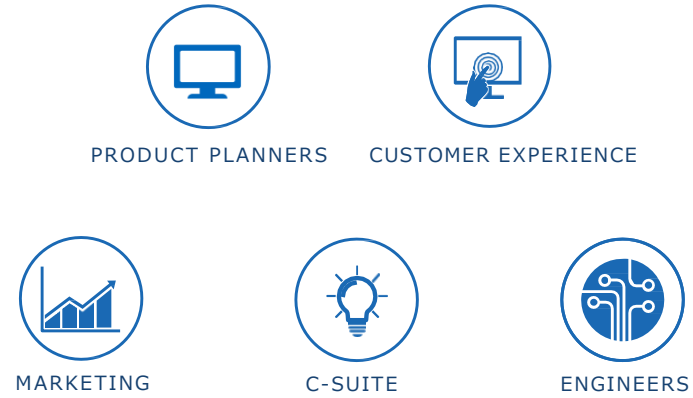 PRODUCT PLANNERS
CUSTOMER EXPERIENCE
MARKETING
C-SUITE
ENGINEERS